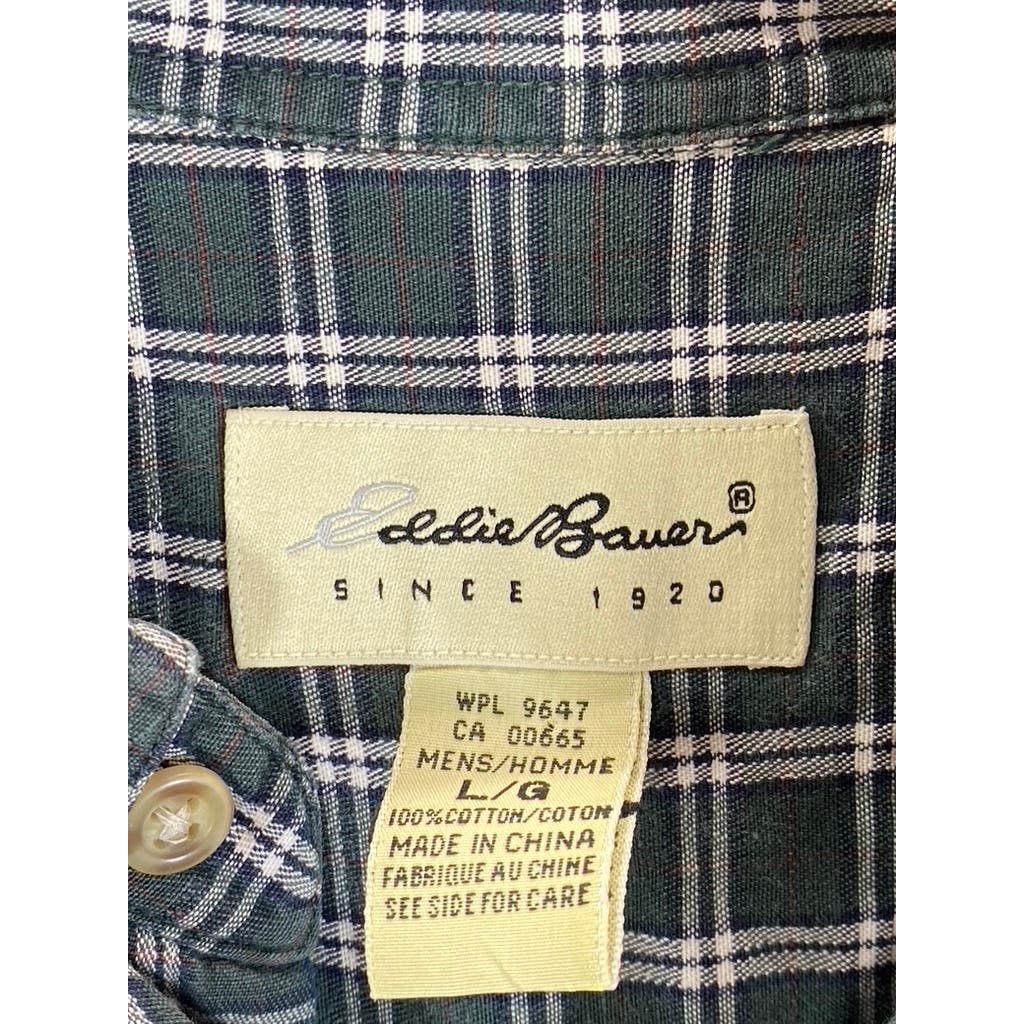 Eddie Bauer®
SINCE 1920
WPL 9647
CA 00665
MENS/HOMME
L/G
100%COTTON/COTON
MADE IN CHINA
FABRIQUE AU CHINE
SEE SIDE FOR CARE